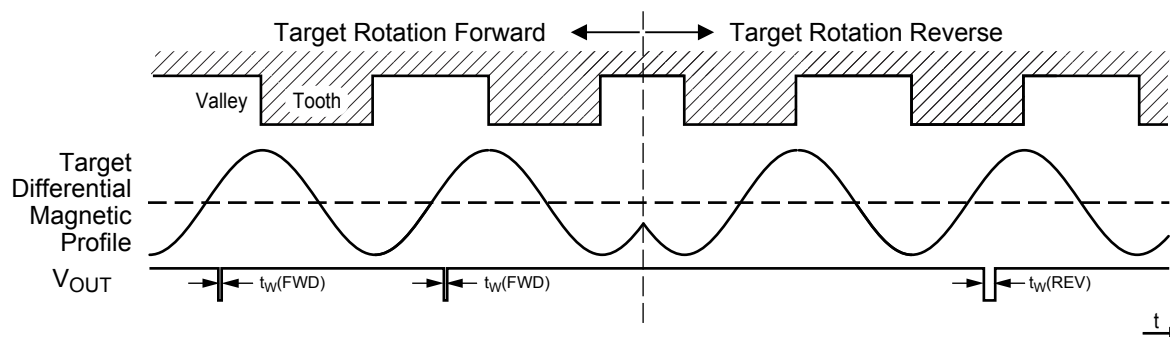 Target Rotation Forward
Target Rotation Reverse
Valley
Tooth
Target
Differential
Magnetic
Profile
VOUT
tW(FWD)
tW(FWD)
tW(REV)
t